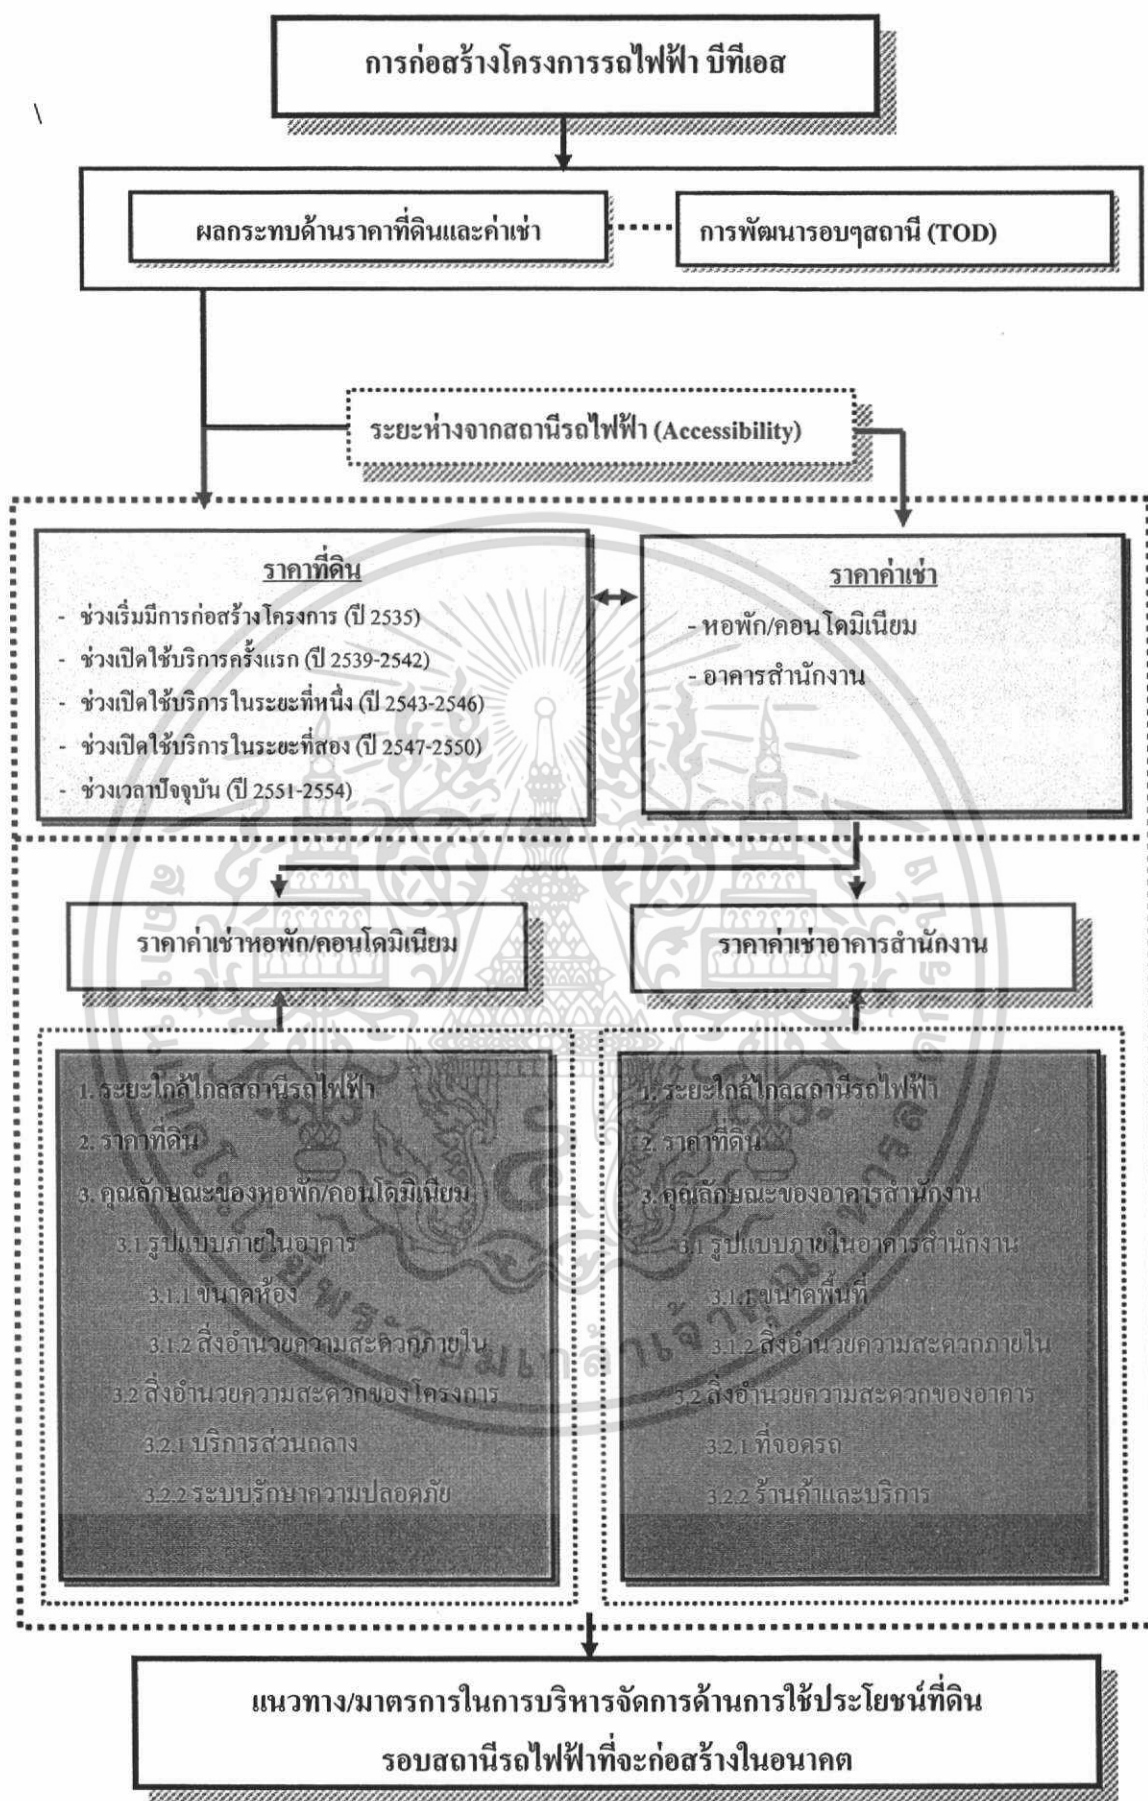 การก่อสร้างโครงการรถไฟฟ้า บีทีเอส
\
ผลกระทบด้านราคาที่ดินและค่าเช่า
การพัฒนารอบๆสถานี (TOD)
ระยะห่างจากสถานีรถไฟฟ้า (Accessibility)
ราคาที่ดิน
- ช่วงเริ่มมีการก่อสร้างโครงการ (ปี 2535)
- ช่วงเปิดใช้บริการครั้งแรก (ปี 2539-2542)
- ช่วงเปิดใช้บริการในระยะที่หนึ่ง (ปี 2543-2546)
- ช่วงเปิดใช้บริการในระยะที่สอง (ปี 2547-2550)
- ช่วงเวลาปัจจุบัน (ปี 2551-2554)
ราคาค่าเช่า
- หอพัก/คอนโดมิเนียม
- อาคารสำนักงาน
ราคาค่าเช่าหอพัก/คอนโดมิเนียม
ราคาค่าเช่าอาคารสำนักงาน
1. ระยะใกล้ไกลสถานีรถไฟฟ้า
2. ราคาที่ดิน
3. คุณลักษณะของหอพัก/คอนโดมิเนียม
3.1 รูปแบบภายในอาคาร
3.1.1 ขนาดห้อง
3.1.2 สิ่งอำนวยความสะดวกภายใน
3.2 สิ่งอำนวยความสะดวกของโครงการ
3.2.1 บริการส่วนกลาง
3.2.2 ระบบรักษาความปลอดภัย
1. ระยะใกล้ไกลสถานีรถไฟฟ้า
2. ราคาที่ดิน
3. คุณลักษณะของอาคารสำนักงาน
3.1 รูปแบบภายในอาคารสำนักงาน
3.1.1 ขนาดพื้นที่
3.1.2 สิ่งอำนวยความสะดวกภายใน
3.2 สิ่งอำนวยความสะดวกของอาคาร
3.2.1 ที่จอดรถ
3.2.2 ร้านค้าและบริการ
แนวทาง/มาตรการในการบริหารจัดการด้านการใช้ประโยชน์ที่ดิน
รอบสถานีรถไฟฟ้าที่จะก่อสร้างในอนาคต